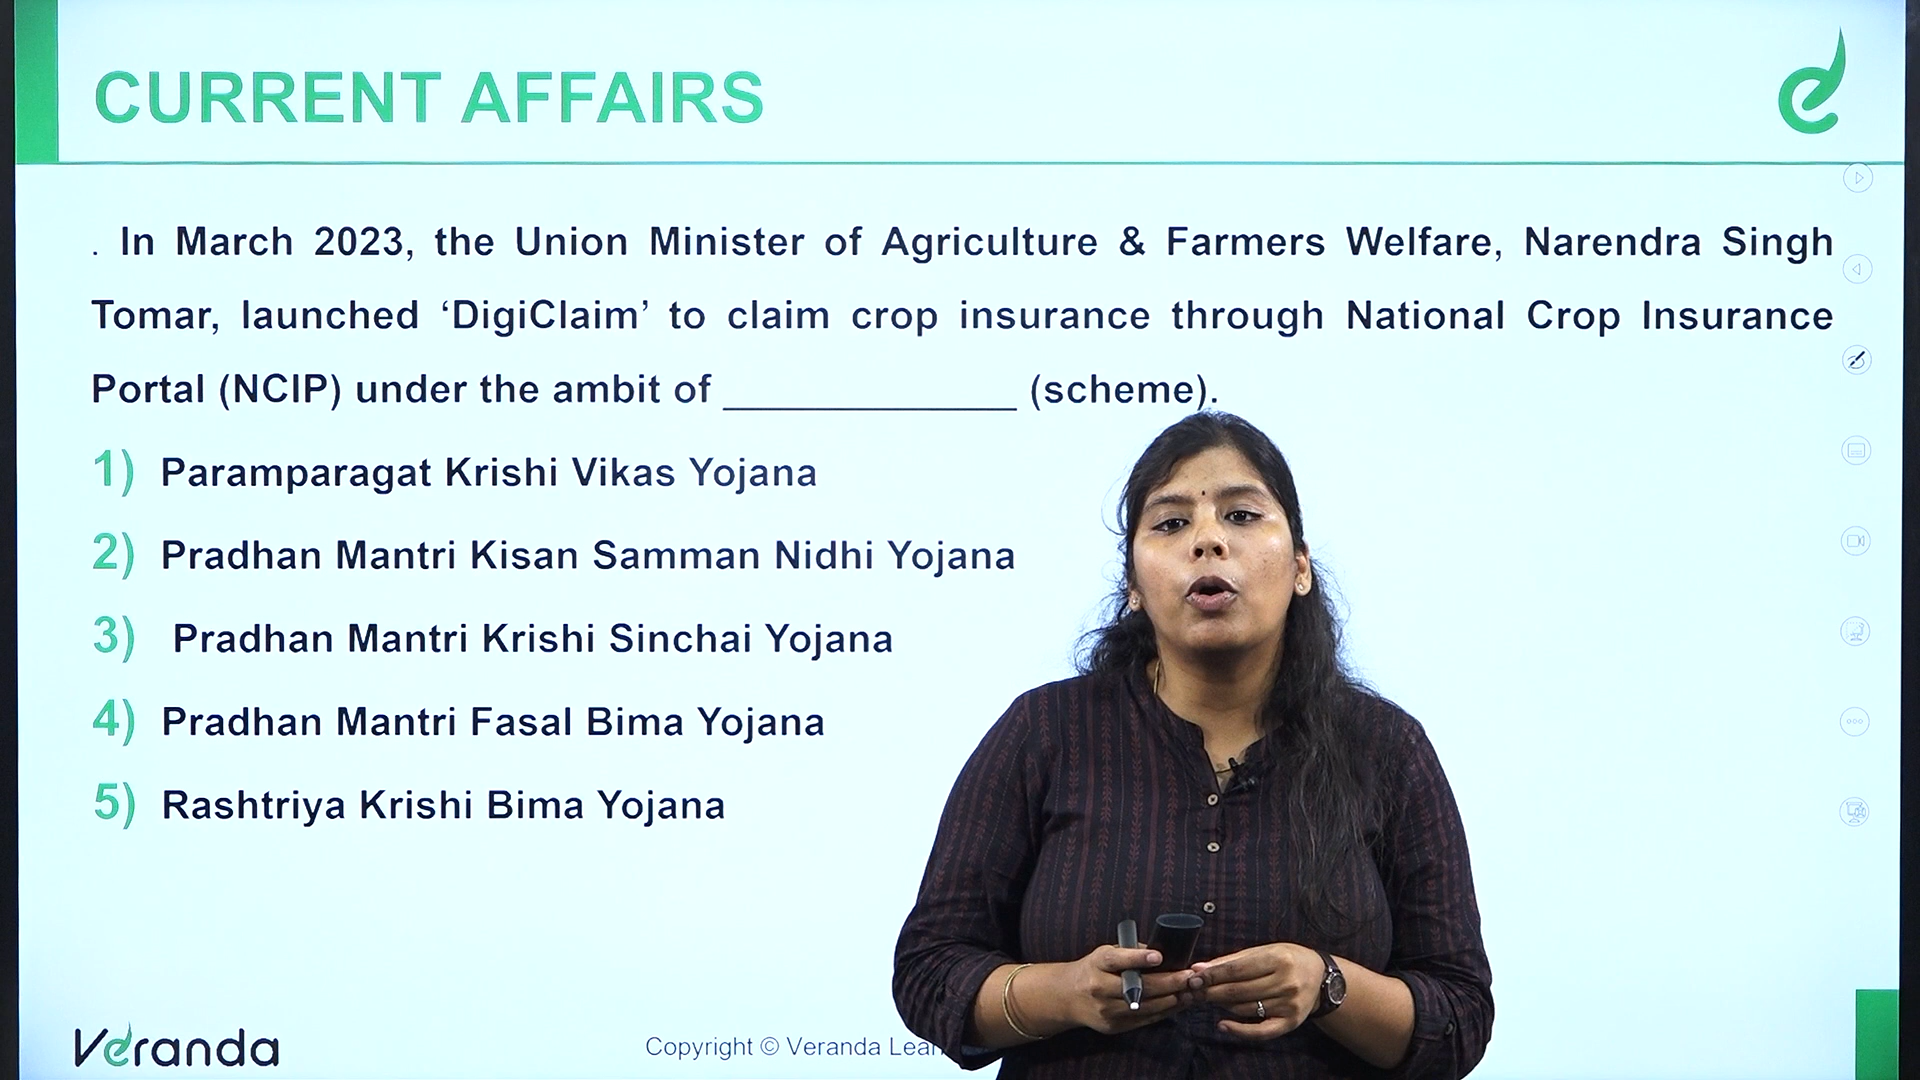 CURRENT AFFAIRS
. In March 2023, the Union Minister of Agriculture & Farmers Welfare, Narendra Singh
Tomar, launched ‘DigiClaim’ to claim crop insurance through National Crop Insurance
Portal (NCIP) under the ambit of ____________ (scheme).
1) Paramparagat Krishi Vikas Yojana
2) Pradhan Mantri Kisan Samman Nidhi Yojana
3) Pradhan Mantri Krishi Sinchai Yojana
4) Pradhan Mantri Fasal Bima Yojana
5) Rashtriya Krishi Bima Yojana
Veranda
Copyright © Veranda Lear